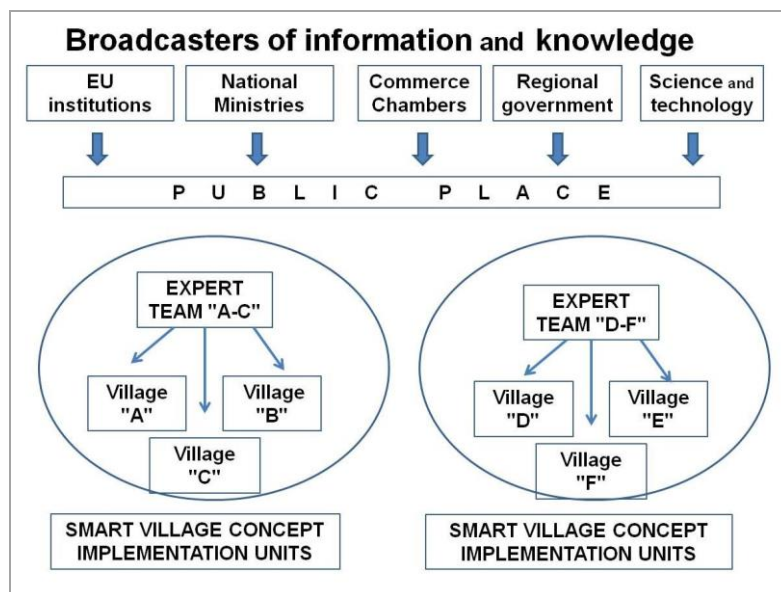 Broadcasters of information and knowledge
EU
institutions
National
Ministries
Commerce
Chambers
Regional
government
Science and
technology
P U B L I C P L A C E
EXPERT
TEAM "A-C"
Village
"A"
Village
"B"
Village
"C"
EXPERT
TEAM "D-F"
Village
"D"
Village
"E"
Village
"F"
SMART VILLAGE CONCEPT
IMPLEMENTATION UNITS
SMART VILLAGE CONCEPT
IMPLEMENTATION UNITS